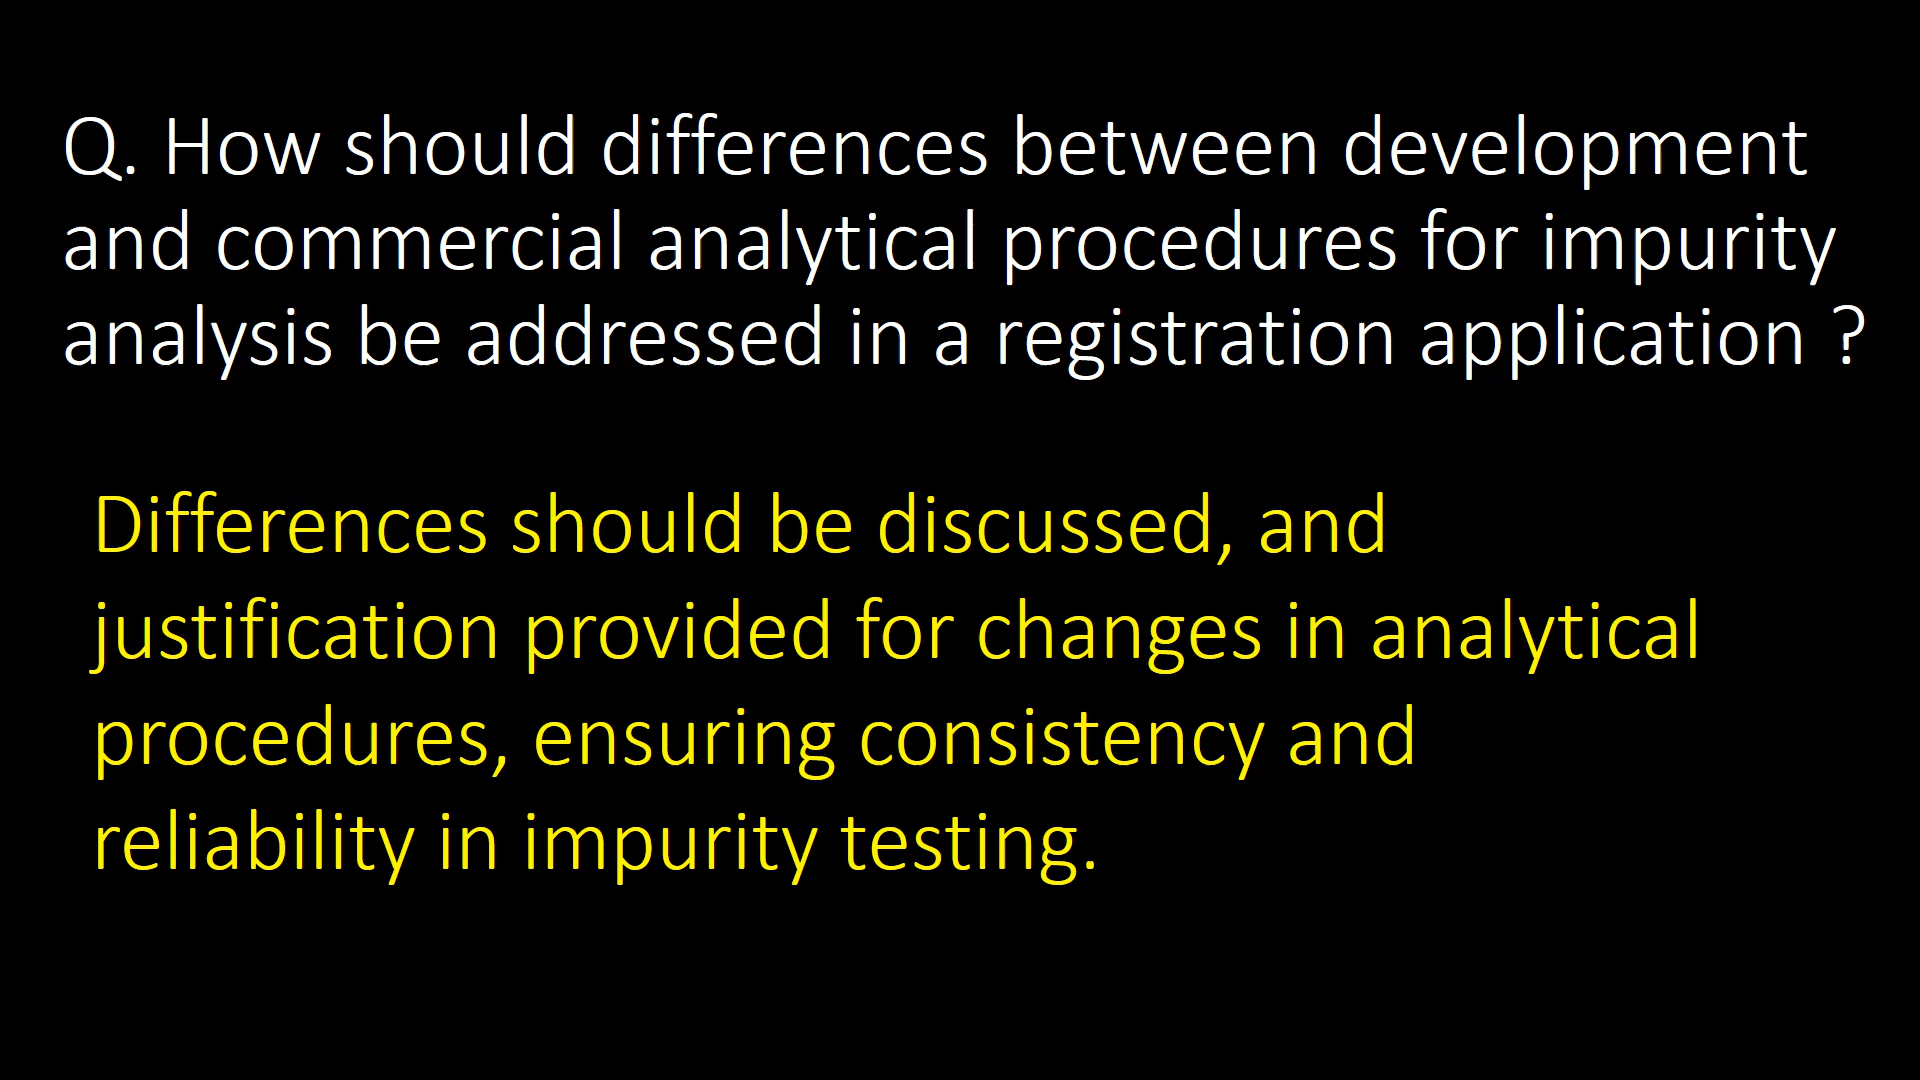 Q. How should differences between development
and commercial analytical procedures for impurity
analysis be addressed in a registration application ?
Differences should be discussed, and
justification provided for changes in analytical
procedures, ensuring consistency and
reliability in impurity testing.